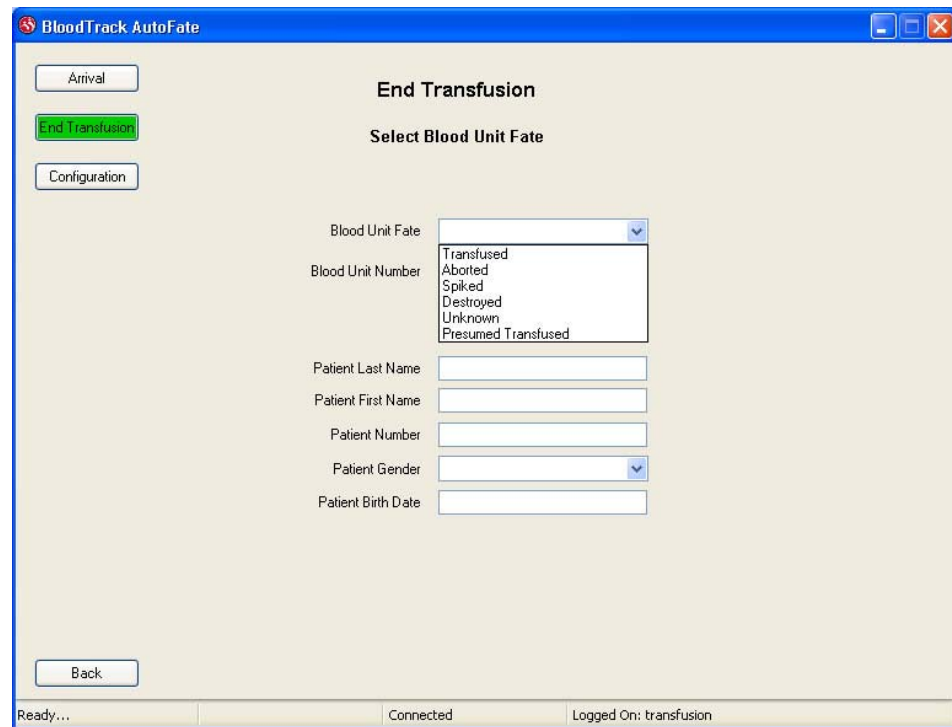 BloodTrack AutoFate
Arrival
End Transfusion
End Transfusion
Select Blood Unit Fate
Configuration
Blood Unit Fate
Transfused
Blood Unit Number
Aborted
Spiked
Destroyed
Unknown
Presumed Transfused
Patient Last Name
Patient First Name
Patient Number
Patient Gender
Patient Birth Date
Back
Ready...
Connected
Logged On: transfusion